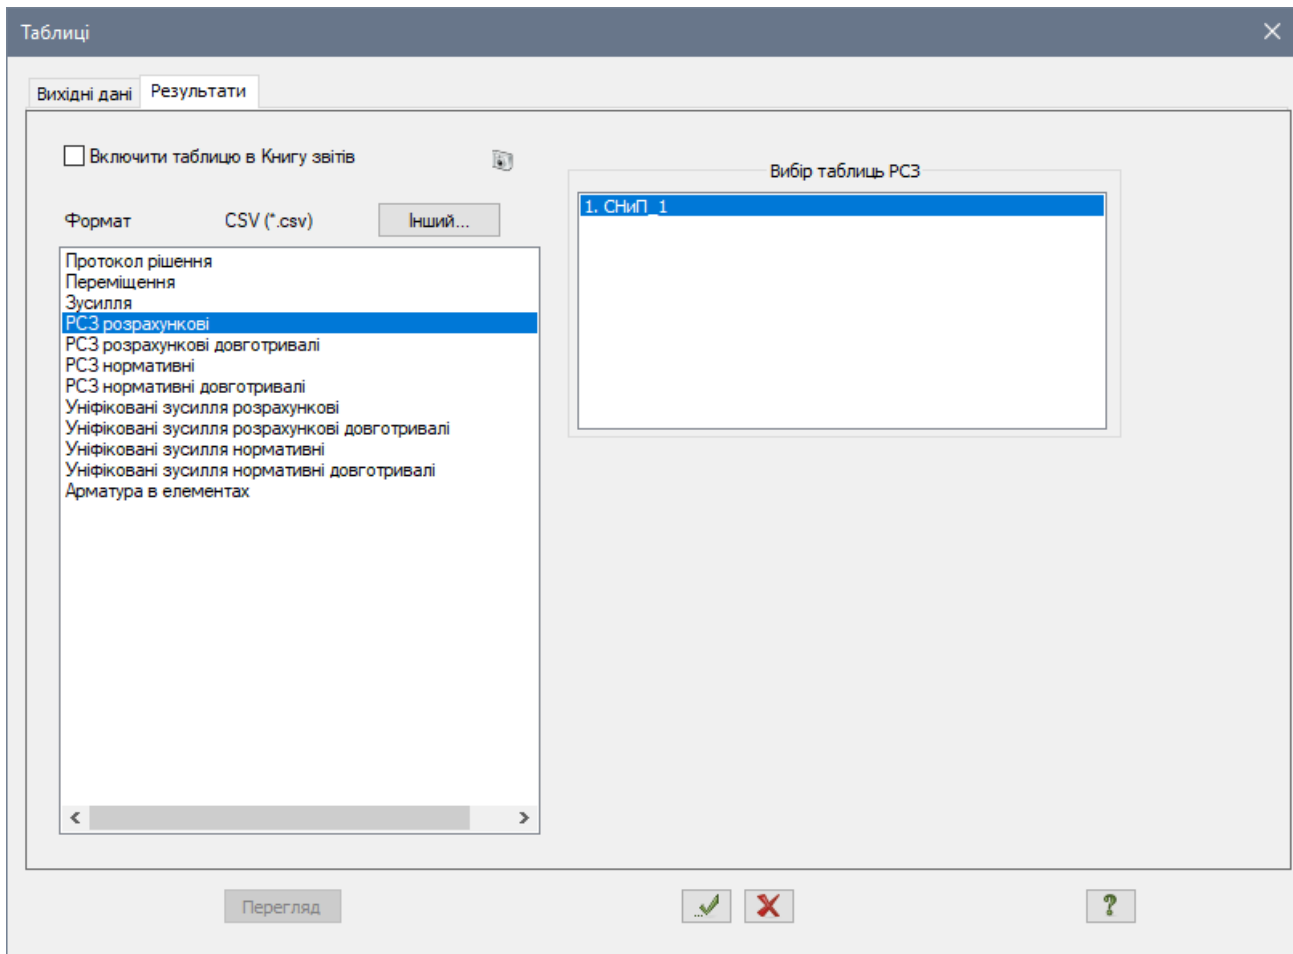 Таблиці
Вихідні дані
Результати
Включити таблицю в Книгу звітів
Формат
CSV (*.csv)
Інший...
Протокол рішення
Переміщення
Зусилля
РСЗ розрахункові
РСЗ розрахункові довготривалі
РСЗ нормативні
РСЗ нормативні довготривалі
Уніфіковані зусилля розрахункові
Уніфіковані зусилля розрахункові довготривалі
Уніфіковані зусилля нормативні
Уніфіковані зусилля нормативні довготривалі
Арматура в елементах
Вибір таблиць РСЗ
1. СНиП_1
Перегляд
?